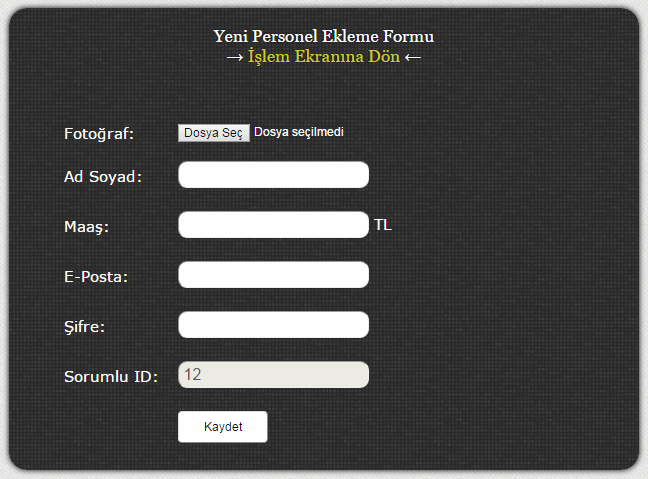 Yeni Personel Ekleme Formu
→ İşlem Ekranına Dön ←
Fotoğraf: Dosya Seç Dosya seçilmedi
Ad Soyad:
Maaş: TL
E-Posta:
Şifre:
Sorumlu ID: 12
Kaydet